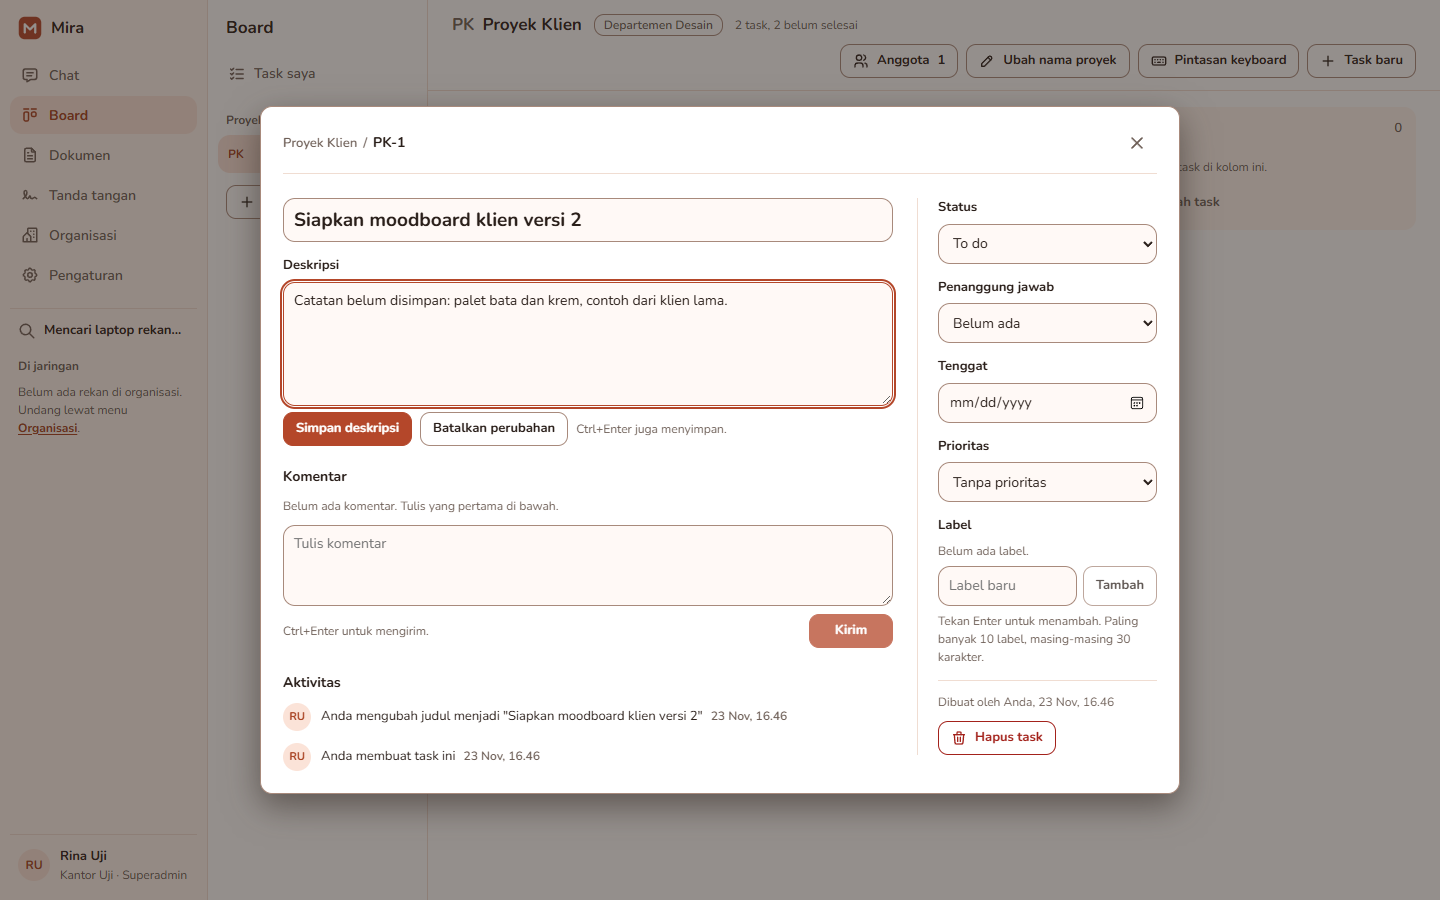 Mira
Chat
Board
Dokumen
Tanda tangan
Organisasi
Pengaturan
Mencari laptop rekan...
Di jaringan
Belum ada rekan di organisasi.
Undang lewat menu
Organisasi.
RU
Rina Uji
Kantor Uji · Superadmin
Board
Task saya
Proyek
PK
PK Proyek Klien
Departemen Desain
2 task, 2 belum selesai
Anggota 1
Ubah nama proyek
Pintasan keyboard
Task baru
0
task di kolom ini.
task
Proyek Klien / PK-1
Siapkan moodboard klien versi 2
Deskripsi
Catatan belum disimpan: palet bata dan krem, contoh dari klien lama.
Simpan deskripsi
Batalkan perubahan
Ctrl+Enter juga menyimpan.
Komentar
Belum ada komentar. Tulis yang pertama di bawah.
Tulis komentar
Ctrl+Enter untuk mengirim.
Kirim
Aktivitas
RU
Anda mengubah judul menjadi "Siapkan moodboard klien versi 2" 23 Nov, 16.46
RU
Anda membuat task ini 23 Nov, 16.46
Status
To do
Penanggung jawab
Belum ada
Tenggat
mm/dd/yyyy
Prioritas
Tanpa prioritas
Label
Belum ada label.
Label baru
Tambah
Tekan Enter untuk menambah. Paling
banyak 10 label, masing-masing 30
karakter.
Dibuat oleh Anda, 23 Nov, 16.46
Hapus task